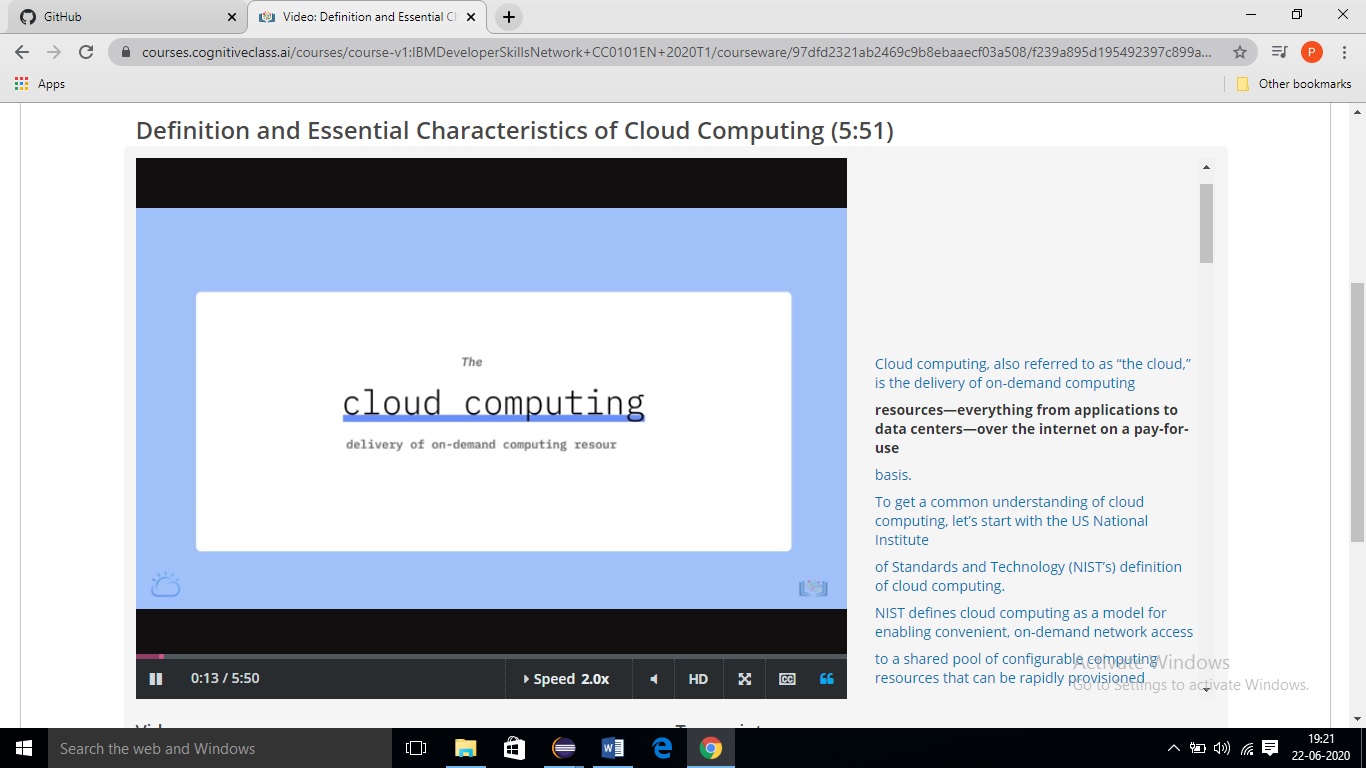 GitHub
Video: Definition and Essential C
courses.cognitiveclass.ai/courses/course-v1:IBMDeveloperSkillsNetwork+CC0101EN+2020T1/courseware/97dfd2321ab2469c9b8ebaaecf03a508/f239a895d195492397c899a...
P
Apps
Other bookmarks
Definition and Essential Characteristics of Cloud Computing (5:51)
The
cloud computing
delivery of on-demand computing resour
0:13 / 5:50
Speed 2.0x
HD
CC
Cloud computing, also referred to as “the cloud,”
is the delivery of on-demand computing
resources—everything from applications to
data centers—over the internet on a pay-for-
use
basis.
To get a common understanding of cloud
computing, let’s start with the US National
Institute
of Standards and Technology (NIST’s) definition
of cloud computing.
NIST defines cloud computing as a model for
enabling convenient, on-demand network access
to a shared pool of configurable computing
resources that can be rapidly provisioned
Activate Windows
Go to Settings to activate Windows.
Search the web and Windows
19:21
22-06-2020